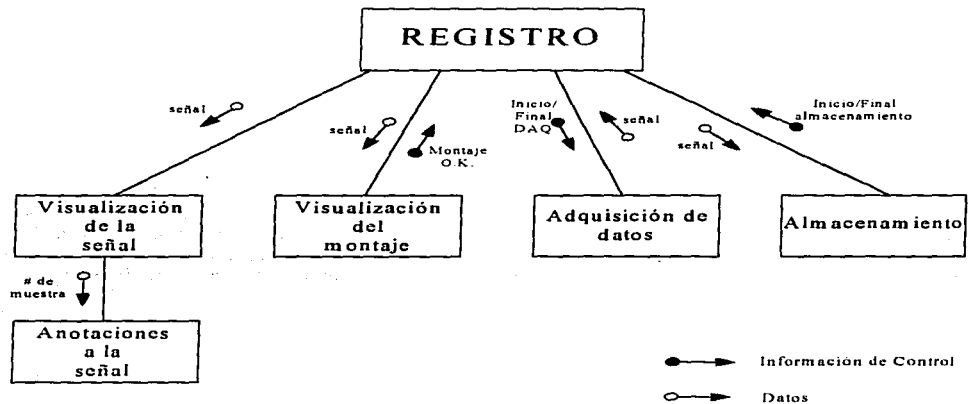 REGISTRO
señal
señal
Montaje
O.K.
Inicio/
Final
DAQ
señal
señal
Inicio/Final
almacenamiento
Visualización
de la
señal
Visualización
del
montaje
Adquisición de
datos
Almacenamiento
# de
muestra
Anotaciones
a la
señal
Información de Control
Datos